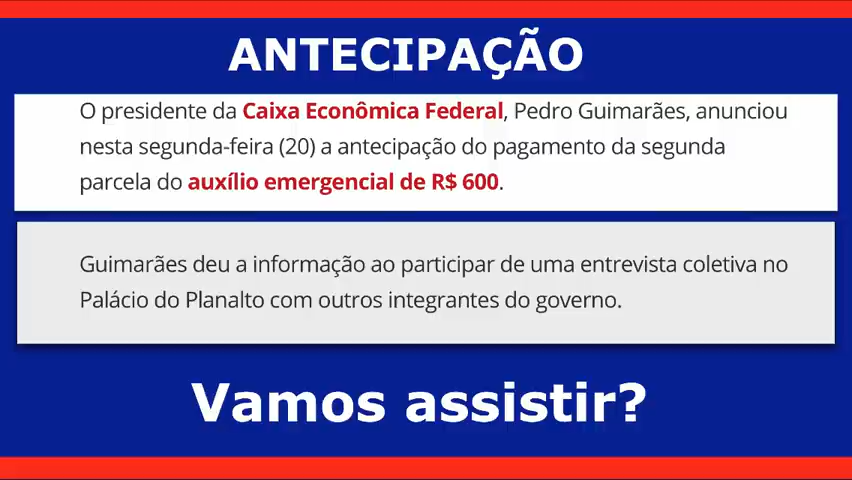 ANTECIPAÇÃO
O presidente da Caixa Econômica Federal, Pedro Guimarães, anunciou
nesta segunda-feira (20) a antecipação do pagamento da segunda
parcela do auxílio emergencial de R$ 600.
Guimarães deu a informação ao participar de uma entrevista coletiva no
Palácio do Planalto com outros integrantes do governo.
Vamos assistir?